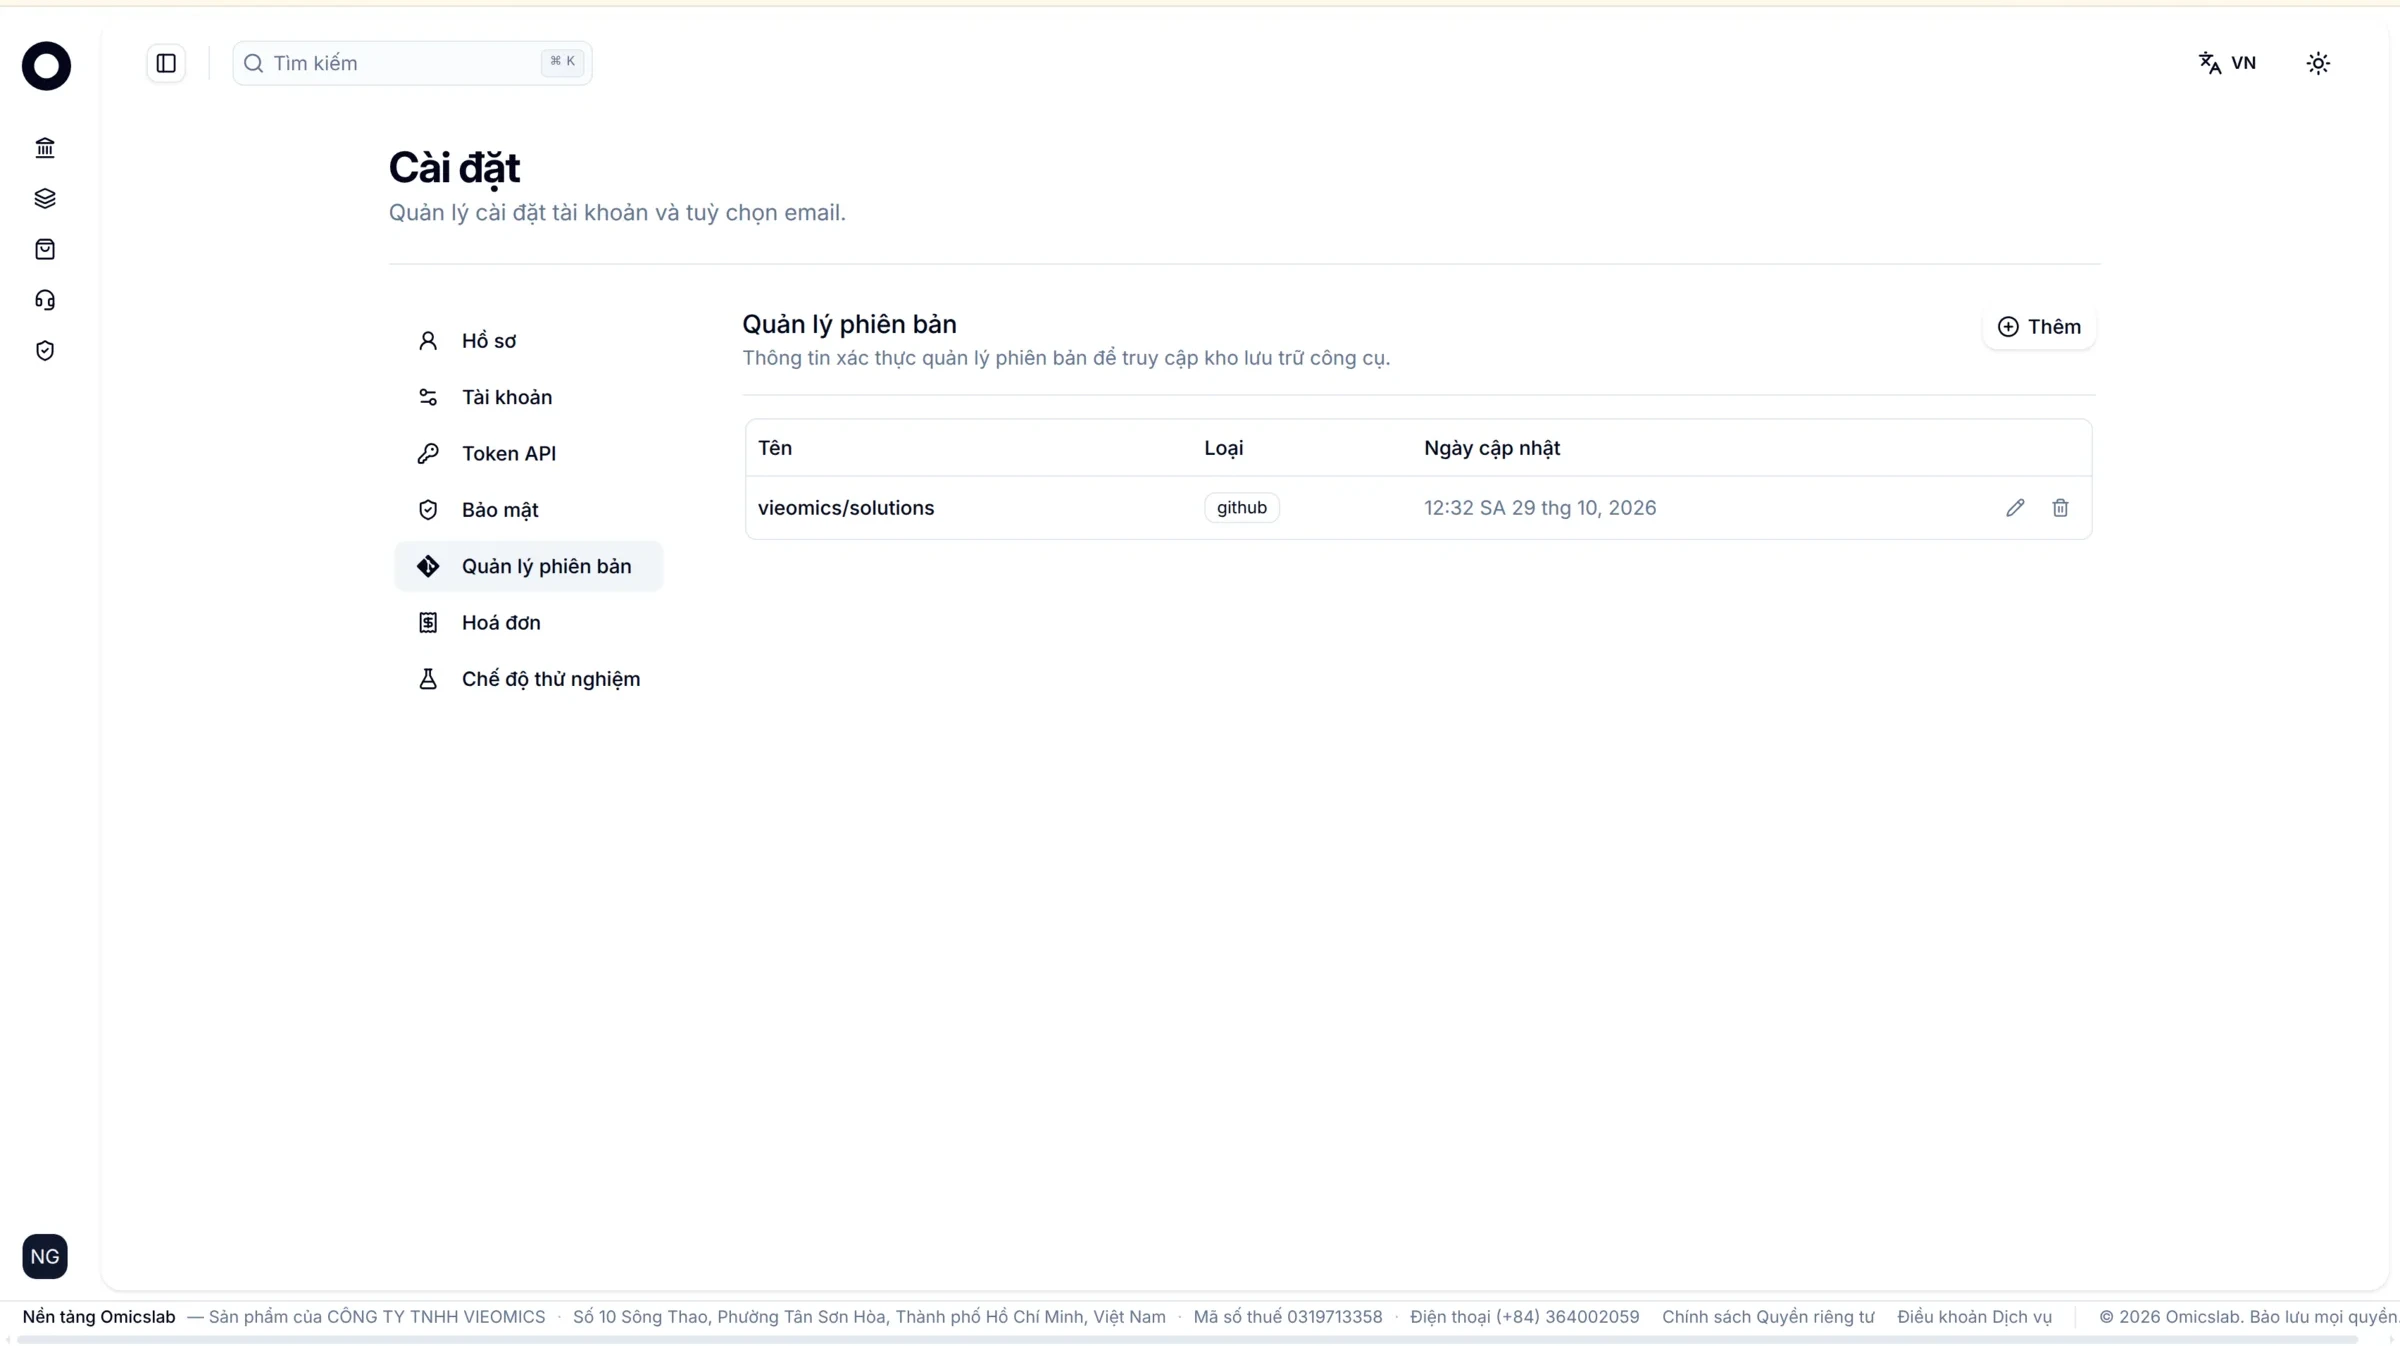 Tìm kiếm
⌘ K
VN
Cài đặt
Quản lý cài đặt tài khoản và tuỳ chọn email.
Hồ sơ
Tài khoản
Token API
Bảo mật
Quản lý phiên bản
Hoá đơn
Chế độ thử nghiệm
Quản lý phiên bản
Thông tin xác thực quản lý phiên bản để truy cập kho lưu trữ công cụ.
Thêm
Tên Loại Ngày cập nhật
vieomics/solutions github 12:32 SA 29 thg 10, 2026
NG
Nền tảng Omicslab — Sản phẩm của CÔNG TY TNHH VIEOMICS · Số 10 Sông Thao, Phường Tân Sơn Hòa, Thành phố Hồ Chí Minh, Việt Nam · Mã số thuế 0319713358 · Điện thoại (+84) 364002059 Chính sách Quyền riêng tư Điều khoản Dịch vụ © 2026 Omicslab. Bảo lưu mọi quyền.